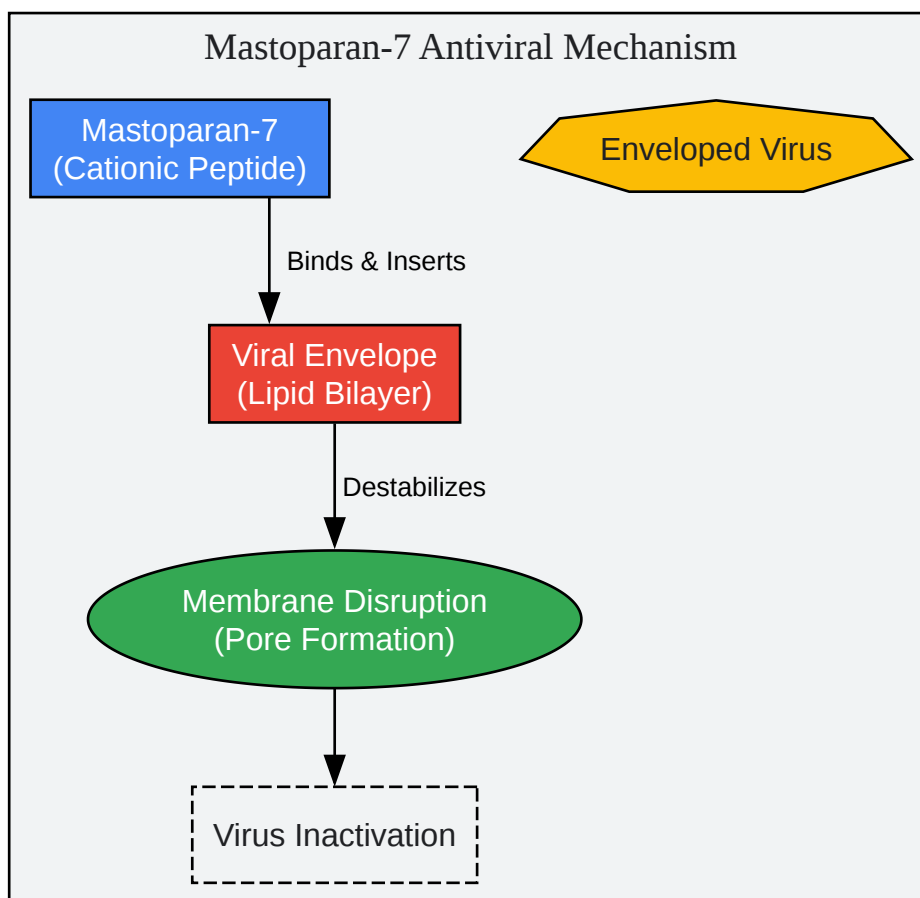 Mastoparan-7 Antiviral Mechanism
Mastoparan-7
(Cationic Peptide)
Enveloped Virus
Binds & Inserts
Viral Envelope
(Lipid Bilayer)
Destabilizes
Membrane Disruption
(Pore Formation)
Virus Inactivation